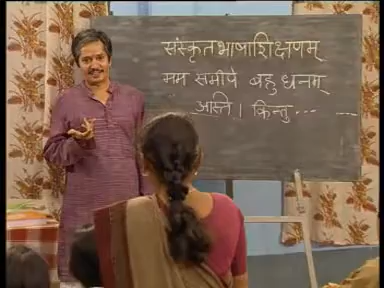 संस्कृतभाषाशिक्षणम्
मम समीपे बहु धनम्
अस्ति । किन्तु ...